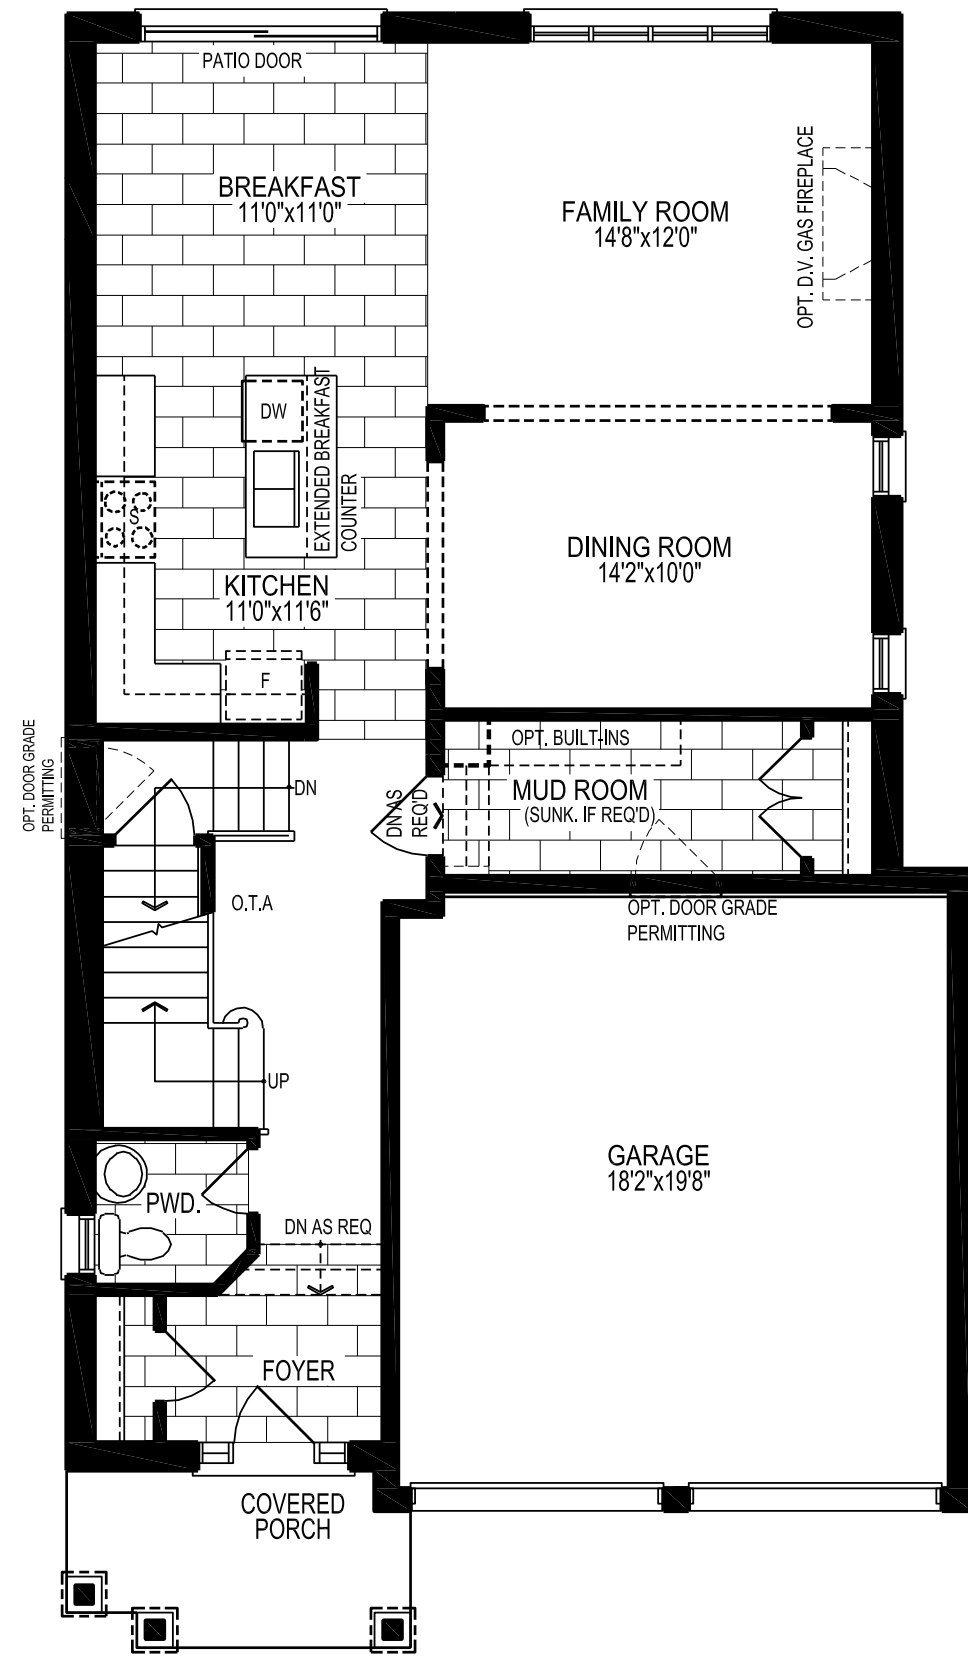 PATIO DOOR
BREAKFAST
11'0"x11'0"
FAMILY ROOM
14'8"x12'0"
OPT. D.V. GAS FIREPLACE
DW
EXTENDED BREAKFAST
COUNTER
S
KITCHEN
11'0"x11'6"
F
DINING ROOM
14'2"x10'0"
OPT. DOOR GRADE
PERMITTING
DN
OPT. BUILT-INS
MUD ROOM
(SUNK. IF REQ'D)
DN AS
REQ'D
O.T.A
OPT. DOOR GRADE
PERMITTING
UP
GARAGE
18'2"x19'8"
PWD.
DN AS REQ
FOYER
COVERED
PORCH